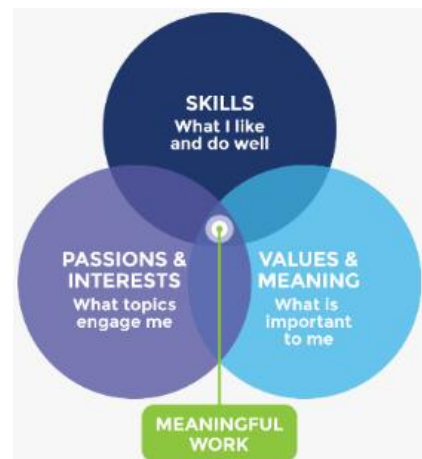 SKILLS
What I like
and do well
PASSIONS &
INTERESTS
What topics
engage me
VALUES &
MEANING
What is
important
to me
MEANINGFUL
WORK